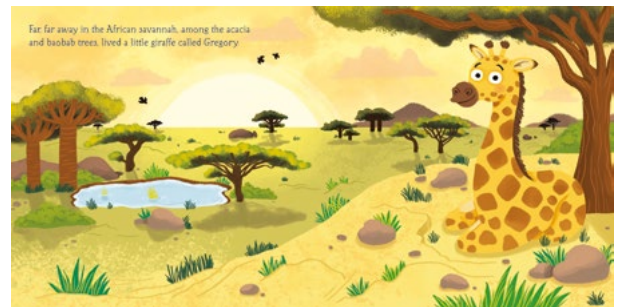 Far, far away in the African savannah, among the acacia
and baobab trees, lived a little giraffe called Gregory.